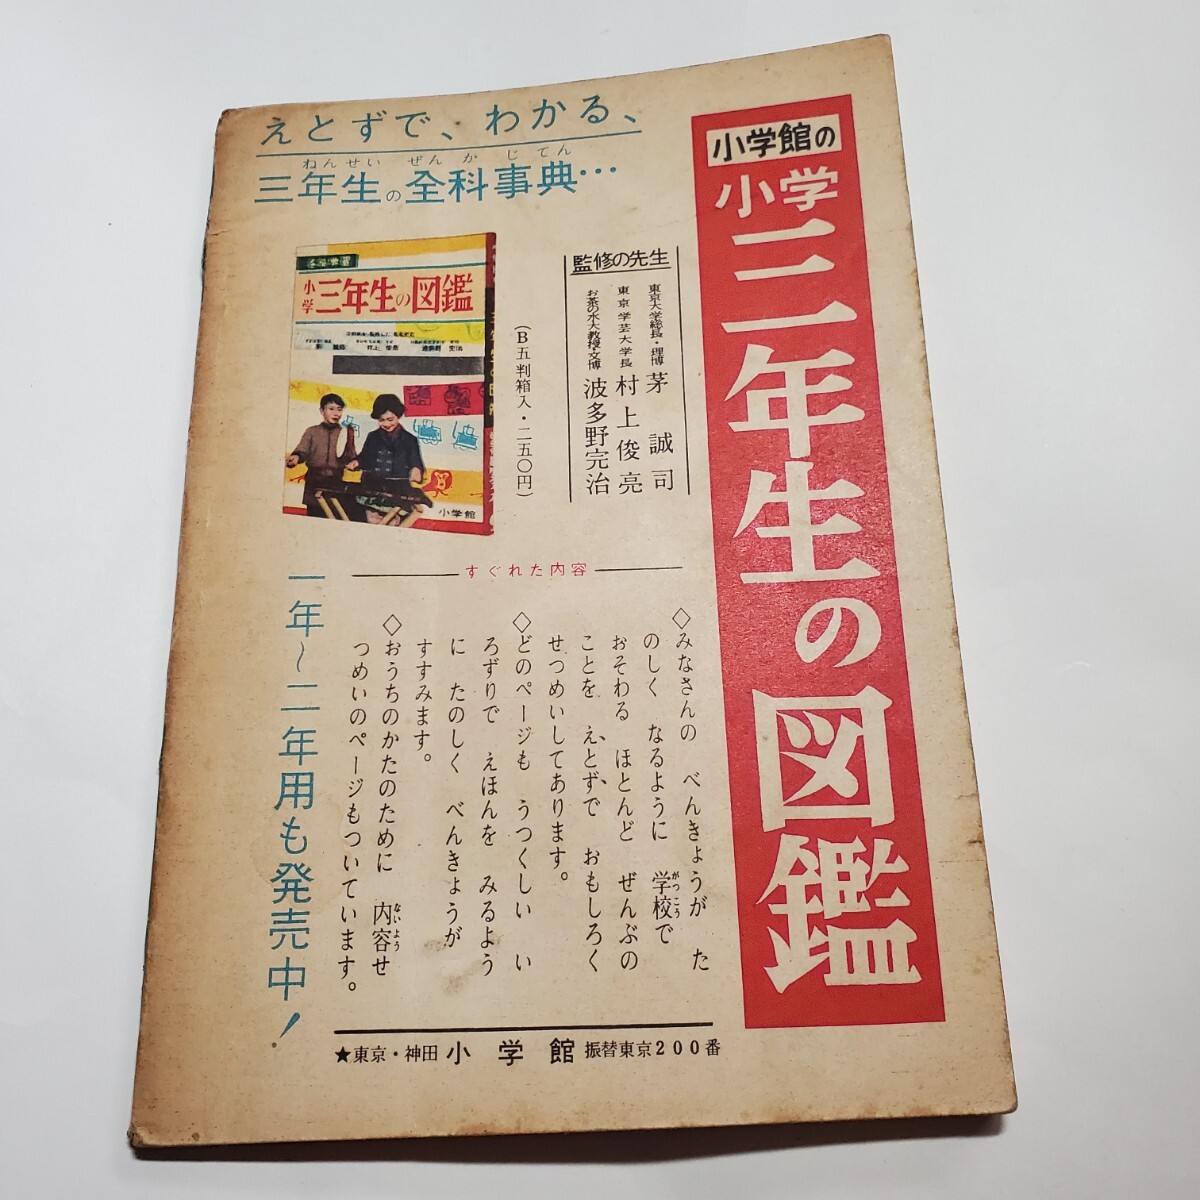 小学館の
小学三年生の図鑑
えとずで、わかる、
ねんせい ぜんかじてん
三年生の全科事典…
監修の先生
東京大学総長・理博 茅 誠司
東京学芸大学長 村上俊亮
お茶の水大教授・文博 波多野完治
(B五判箱入・二五〇円)
小学
三年生の図鑑
小学館
すぐれた内容
◇みなさんの べんきょうが た
のしく なるように 学校で
がっこう
おそわる ほとんど ぜんぶの
ことを、えとずで、おもしろく
せつめいしてあります。
◇どのページも うつくしい い
ろずりで えほんを みるよう
に たのしく べんきょうが
すすみます。
◇おうちのかたのために 内容せ
ないよう
つめいのページもついています。
一年～二年用も発売中!
★東京・神田 小学館 振替東京200番